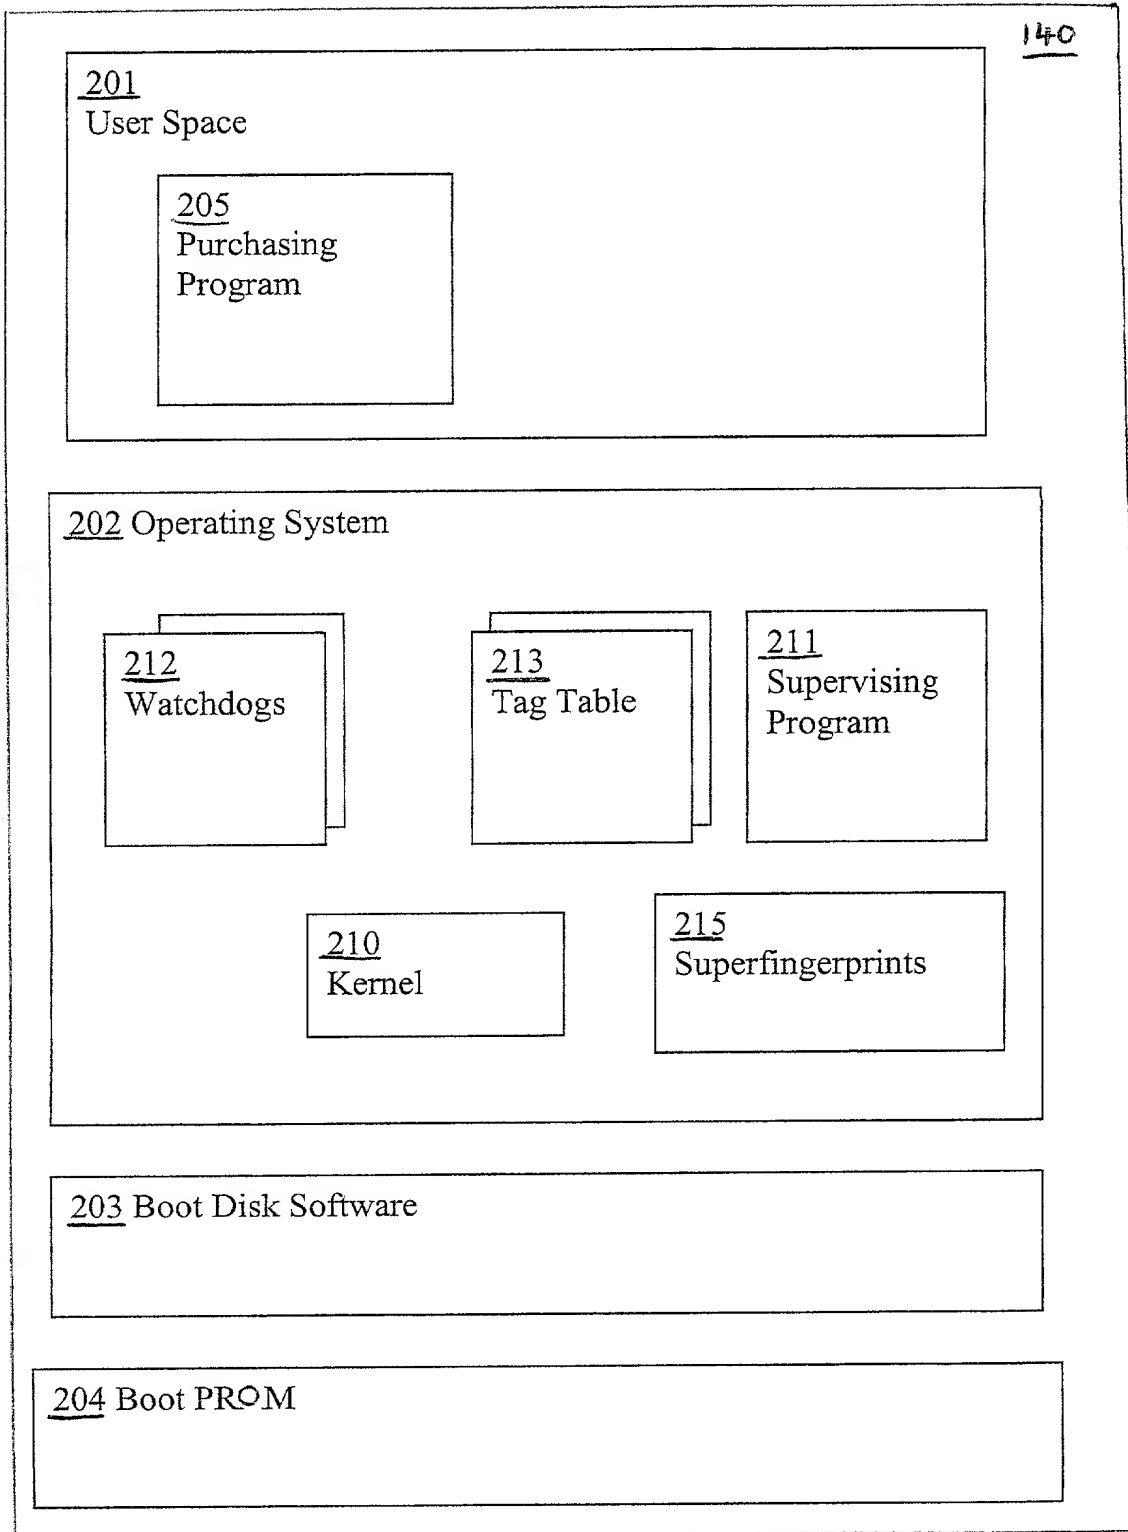 140
201
User Space
205
Purchasing
Program
202 Operating System
212
Watchdogs
213
Tag Table
211
Supervising
Program
210
Kernel
215
Superfingerprints
203 Boot Disk Software
204 Boot PROM